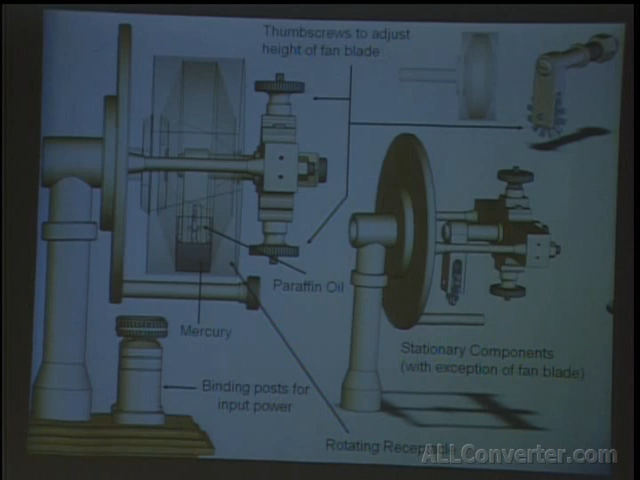 Thumbscrews to adjust
height of fan blade
Paraffin Oil
Mercury
Stationary Components
(with exception of fan blade)
Binding posts for
input power
Rotating
ALLConverter.com